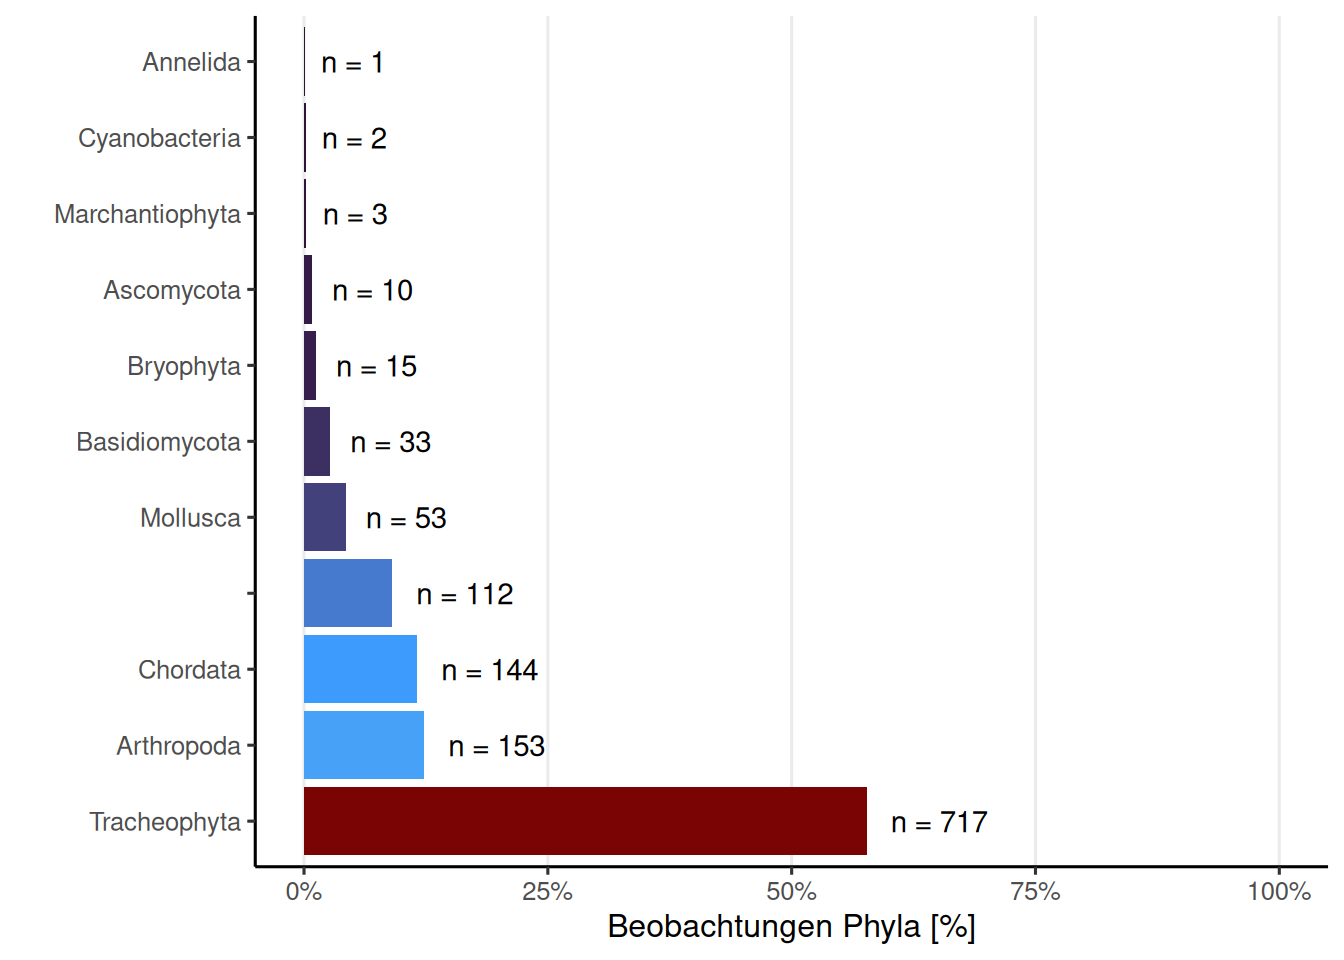 Annelida n = 1
Cyanobacteria n = 2
Marchantiophyta n = 3
Ascomycota n = 10
Bryophyta n = 15
Basidiomycota n = 33
Mollusca n = 53
n = 112
Chordata n = 144
Arthropoda n = 153
Tracheophyta n = 717
0% 25% 50% 75% 100%
Beobachtungen Phyla [%]